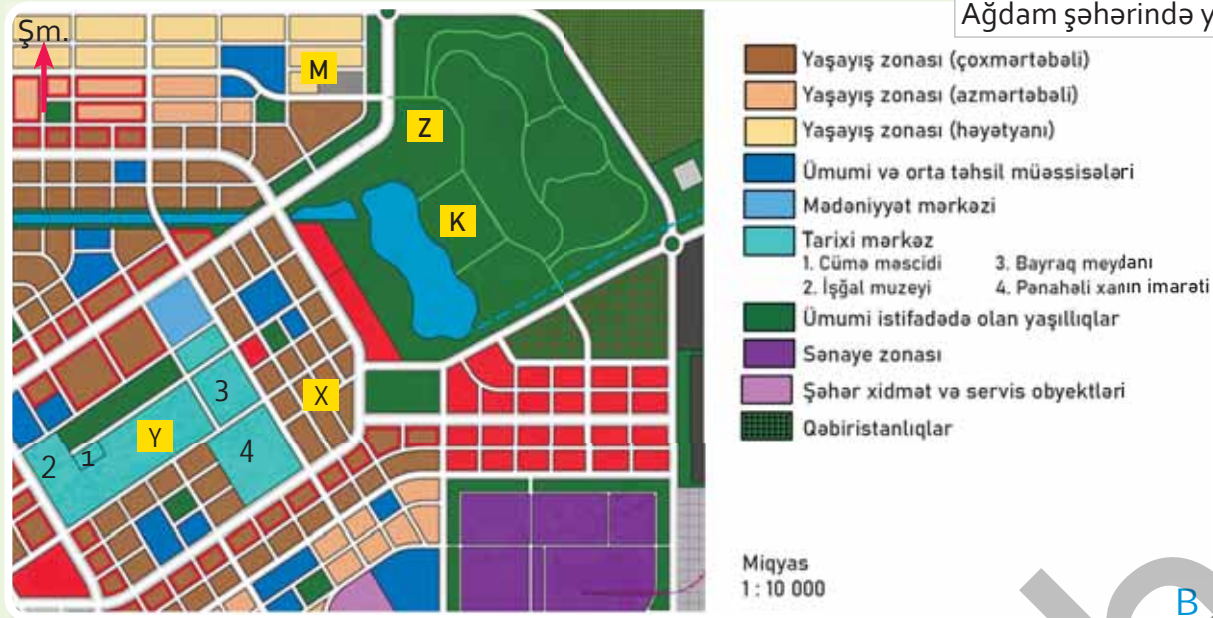 Ağdam şəhərində y
Şm.
M
Z
K
X
Y
1
2
3
4
Yaşayış zonası (çoxmərtəbəli)
Yaşayış zonası (azmərtəbəli)
Yaşayış zonası (həyətyanı)
Ümumi və orta təhsil müəssisələri
Mədəniyyət mərkəzi
Tarixi mərkəz
1. Cümə məscidi 3. Bayraq meydanı
2. İşğal muzeyi 4. Pənahəli xanın imarəti
Ümumi istifadədə olan yaşıllıqlar
Sənaye zonası
Şəhər xidmət və servis obyektləri
Qəbiristanlıqlar
Miqyas
1 : 10 000
B